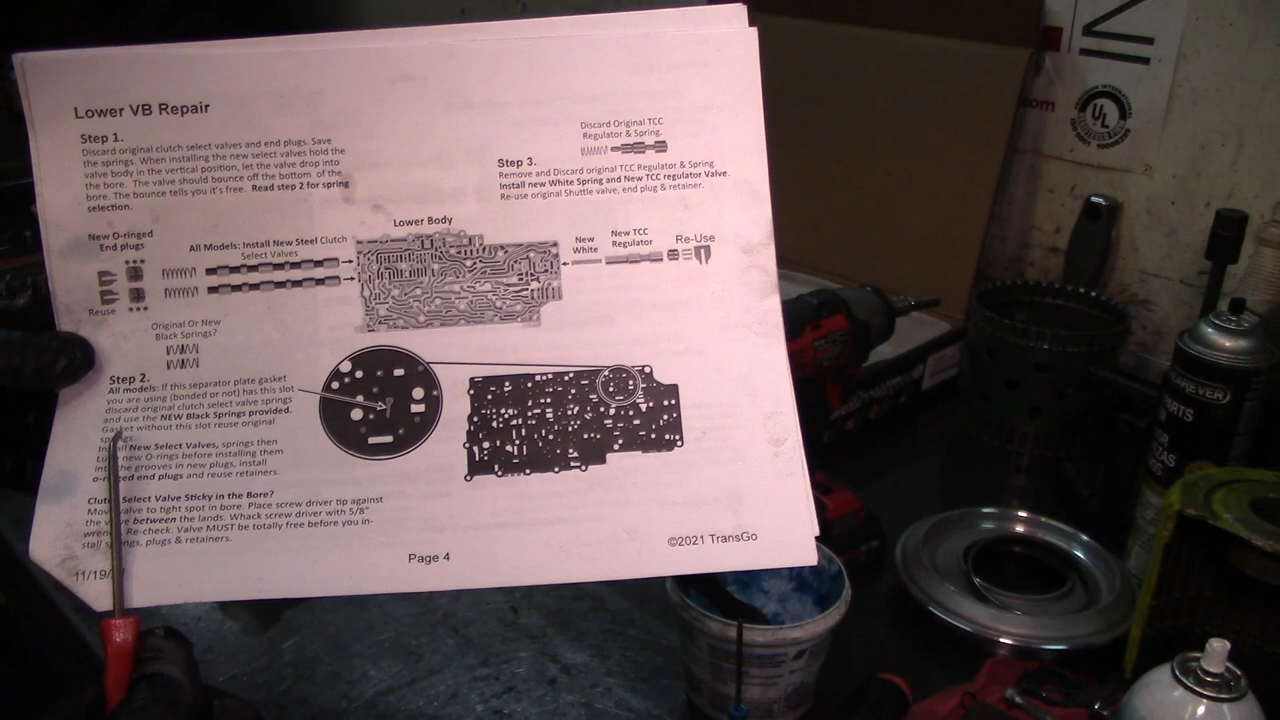 Lower VB Repair
Step 1.
Discard original clutch select valves and end plugs. Save
the springs. When installing the new select valves hold the
valve body in the vertical position, let the valve drop into
the bore. The valve should bounce off the bottom of the
bore. The bounce tells you it's free. Read step 2 for spring
selection.
Discard Original TCC
Regulator & Spring.
Step 3.
Remove and Discard original TCC Regulator & Spring.
Install new White Spring and New TCC regulator Valve.
Re-use original Shuttle valve, end plug & retainer.
New O-ringed
End plugs
All Models: Install New Steel Clutch
Select Valves
Lower Body
New
White
New TCC
Regulator
Re-Use
Reuse
Original Or New
Black Springs?
Step 2.
All models: If this separator plate gasket
you are using (bonded or not) has this slot
discard original clutch select valve springs
and use the NEW Black Springs provided.
Gasket without this slot reuse original
New Select Valves, springs then
new O-rings before installing them
the grooves in new plugs, install
end plugs and reuse retainers.
Select Valve Sticky in the Bore?
valve to tight spot in bore. Place screw driver tip against
the between the lands. Whack screw driver with 5/8"
Re-check. Valve MUST be totally free before you in-
stall plugs & retainers.
Page 4
©2021 TransGo
11/19/
UL
ISO 9001
.com
PARTS